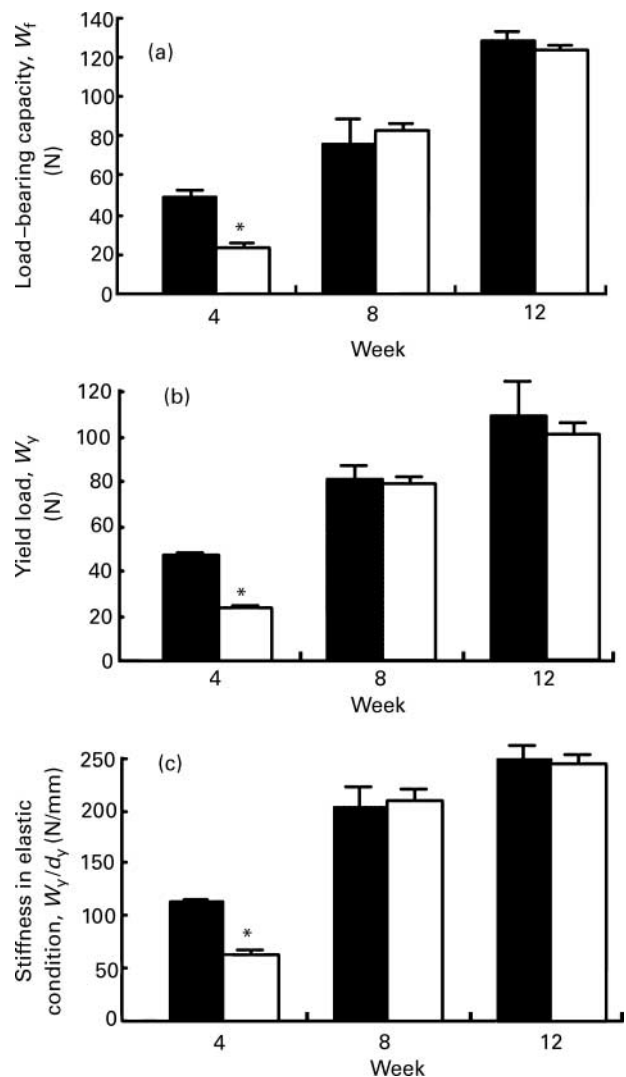 (a)
Load–bearing capacity, Wf
(N)
140
120
100
80
60
40
20
0
*
4
8
12
Week
(b)
Yield load, Wy
(N)
120
100
80
60
40
20
0
*
4
8
12
Week
(c)
Stiffness in elastic
condition, Wy/dy (N/mm)
250
200
150
100
50
0
*
4
8
12
Week